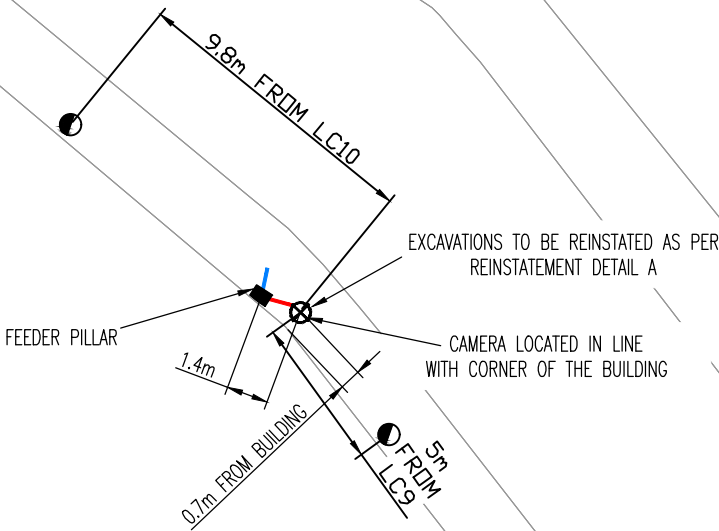 9.8m FROM LC10
EXCAVATIONS TO BE REINSTATED AS PER
REINSTATEMENT DETAIL A
FEEDER PILLAR
CAMERA LOCATED IN LINE
WITH CORNER OF THE BUILDING
1.4m
0.7m FROM BUILDING
5m
FROM
LC9